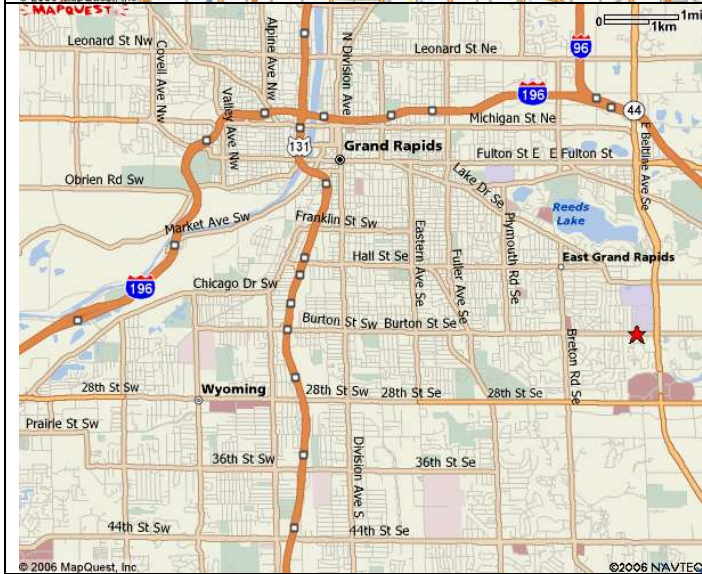 © 2006 MapQuest, Inc
MAPQUEST.
0 1mi
1km
Leonard St Nw
Covell Ave Nw
Alpine Ave Nw
N Division Ave
Leonard St Ne
96
Valley Ave Nw
196
44
Michigan St Ne
131
Grand Rapids
Fulton St E
E Fulton St
E Beltline Ave Se
Obrien Rd Sw
Lake Dr Se
Reeds
Lake
Market Ave Sw
Franklin St Sw
Eastern Ave Se
Fuller Ave Se
Plymouth Rd Se
Hall St Se
East Grand Rapids
196
Chicago Dr Sw
Burton St Sw
Burton St Se
Breton Rd Se
28th St Sw
Wyoming
28th St Sw
28th St Se
28th St Se
Prairie St Sw
36th St Sw
Division Ave S
36th St Se
44th St Sw
44th St Se
© 2006 MapQuest, Inc
©2006 NAVTEQ